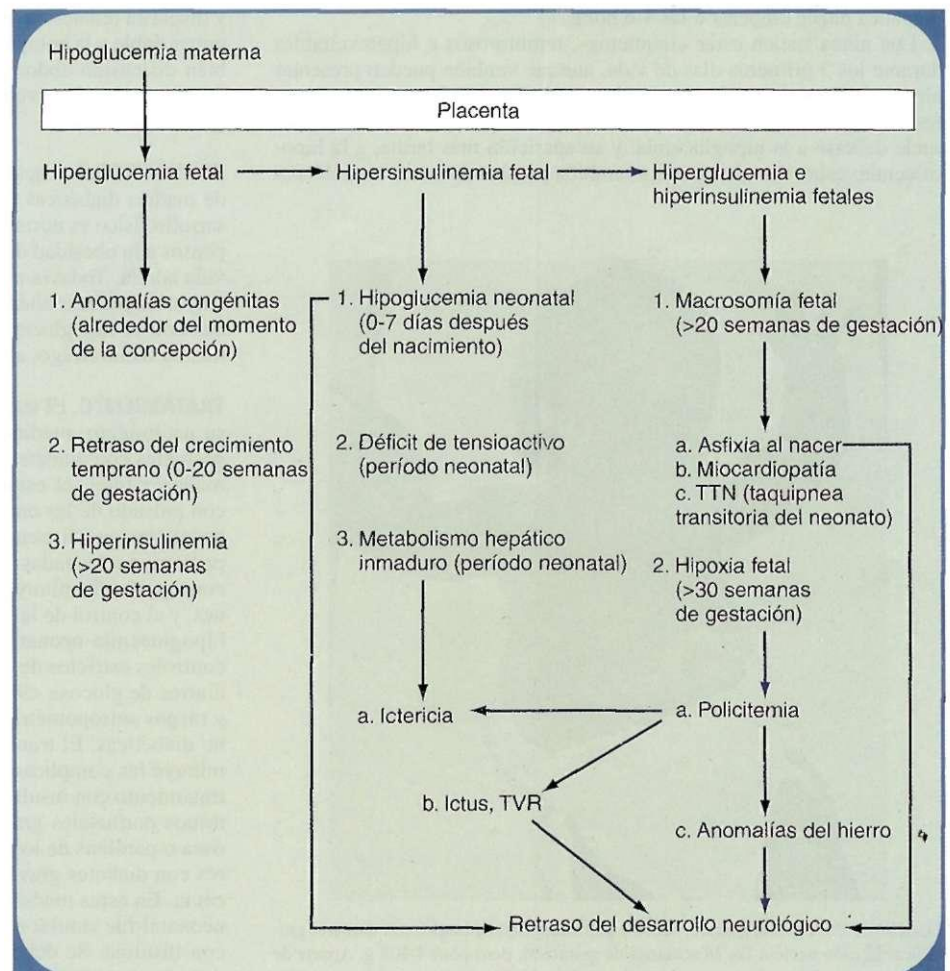 Hipoglucemia materna
Placenta
Hiperglucemia fetal
Hipersinsulinemia fetal
Hiperglucemia e
hiperinsulinemia fetales
1. Anomalías congénitas
(alrededor del momento
de la concepción)
2. Retraso del crecimiento
temprano (0-20 semanas
de gestación)
3. Hiperinsulinemia
(>20 semanas
de gestación)
1. Hipoglucemia neonatal
(0-7 días después
del nacimiento)
2. Déficit de tensioactivo
(período neonatal)
3. Metabolismo hepático
inmaduro (período neonatal)
a. Ictericia
b. Ictus, TVR
1. Macrosomía fetal
(>20 semanas de gestación)
a. Asfixia al nacer
b. Miocardiopatía
c. TTN (taquipnea
transitoria del neonato)
2. Hipoxia fetal
(>30 semanas
de gestación)
a. Policitemia
c. Anomalías del hierro
Retraso del desarrollo neurológico